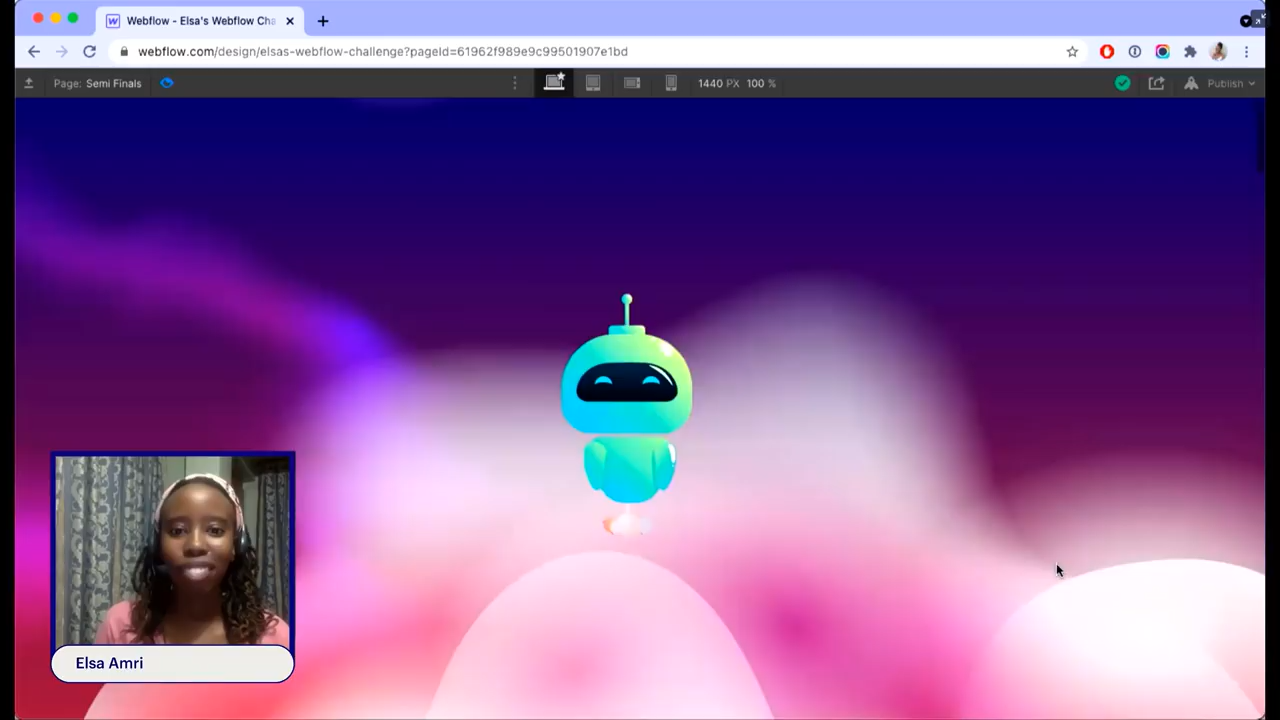 Webflow - Elsa's Webflow Cha
webflow.com/design/elsas-webflow-challenge?pageId=61962f989e9c99501907e1bd
Page: Semi Finals
1440 PX 100 %
Publish
Elsa Amri